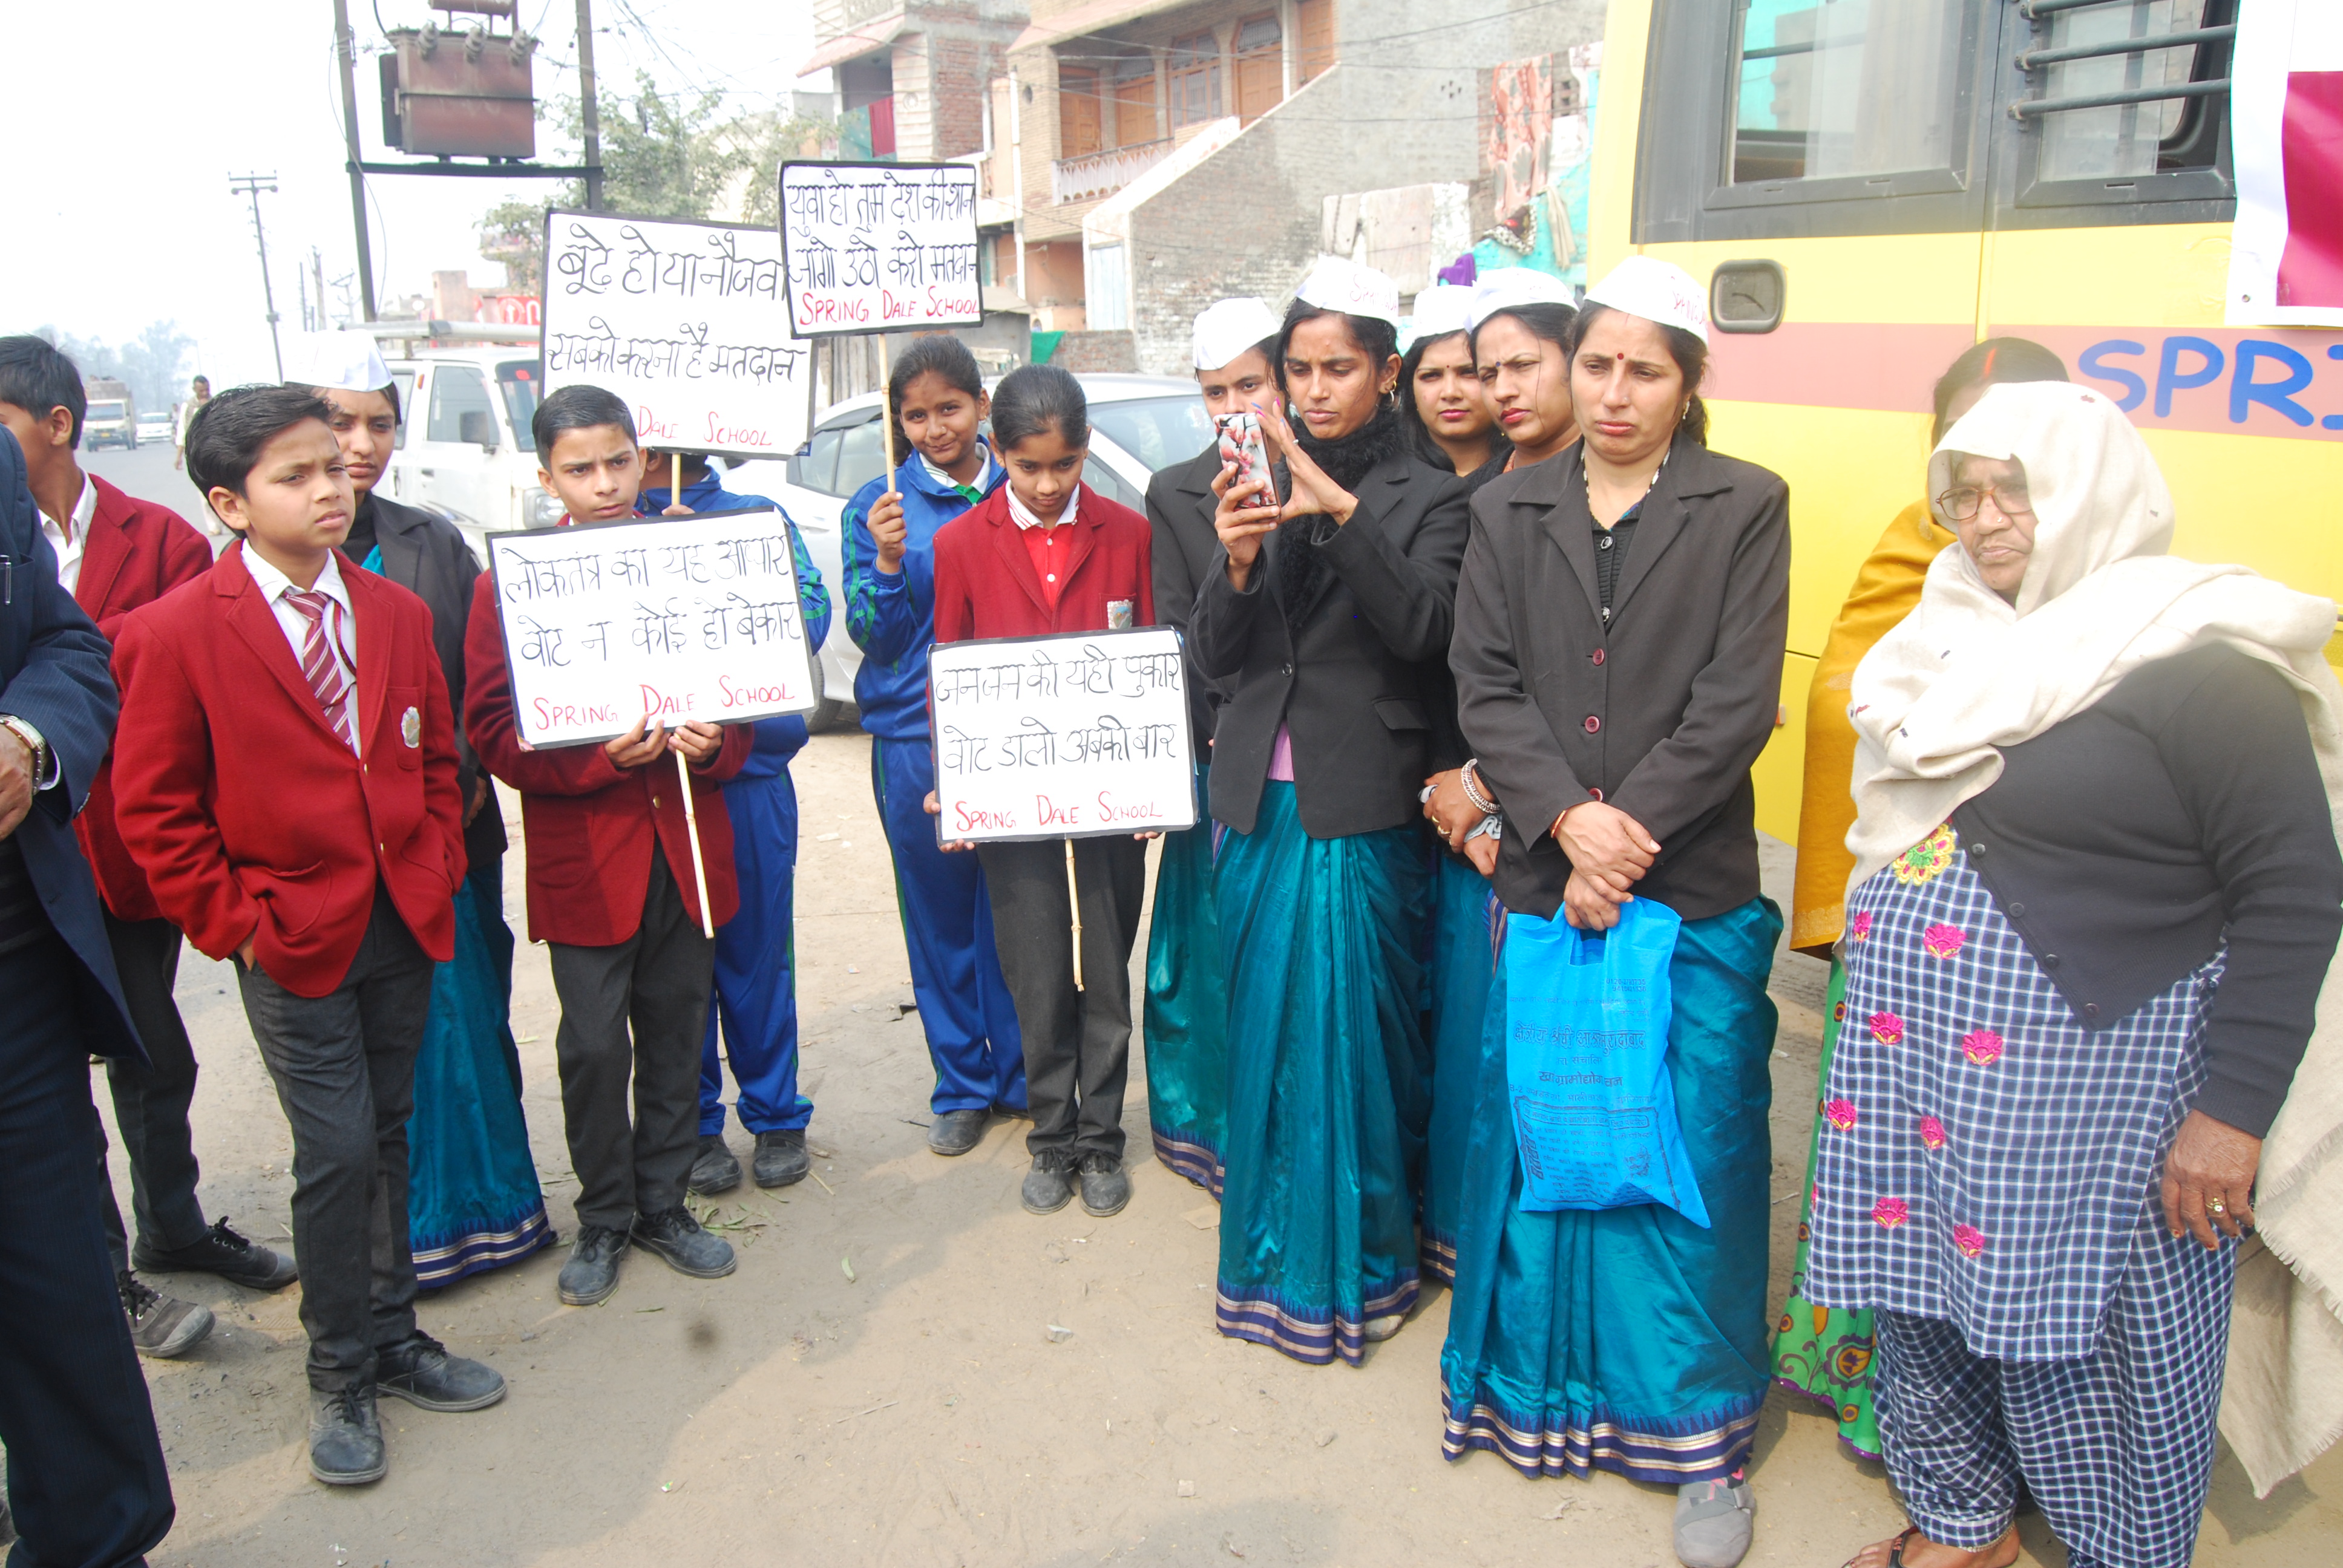 युवा हो तुम देश की शान
जागो उठो करो मतदान
SPRING DALE SCHOOL
बूढ़े हो या नौजवा
सबको करना है मतदान
DALE SCHOOL
लोकतंत्र का यह आधार
वोट न कोई हो बेकार
SPRING DALE SCHOOL
जन जन की यही पुकार
वोट डालो अबकी बार
SPRING DALE SCHOOL
SPRI